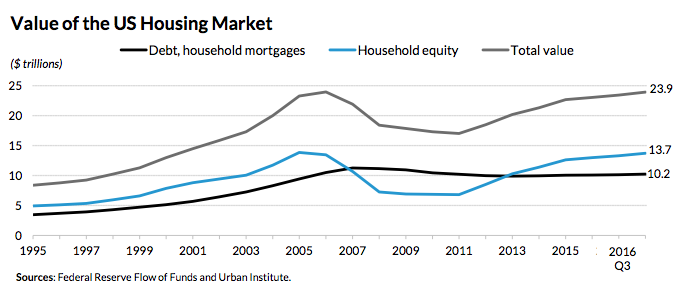 Value of the US Housing Market
Debt, household mortgages Household equity Total value
($ trillions)
25
20
15
10
5
0
23.9
13.7
10.2
1995 1997 1999 2001 2003 2005 2007 2009 2011 2013 2015 2016
Q3
Sources: Federal Reserve Flow of Funds and Urban Institute.